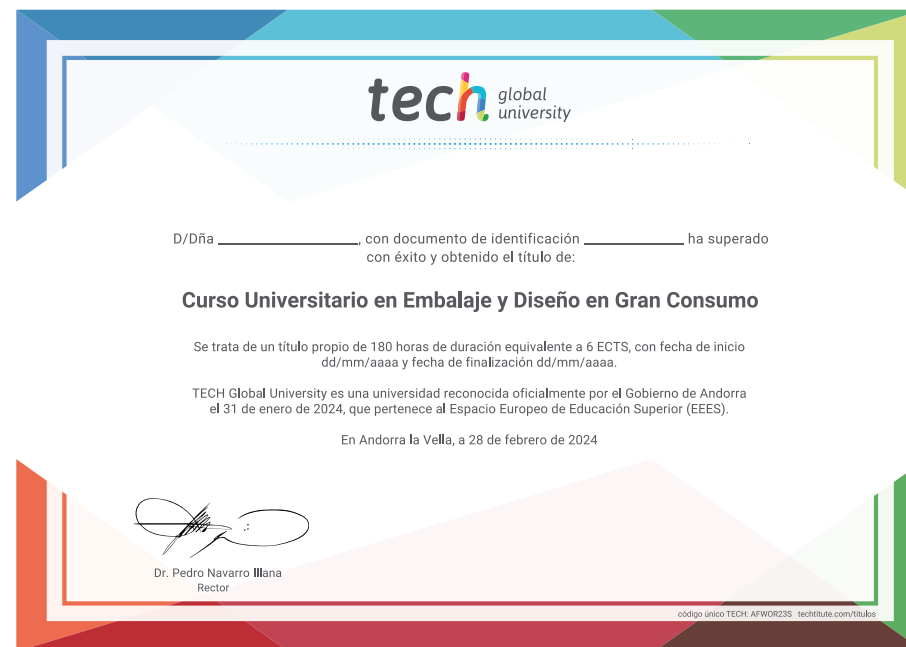 tech global university
D/Dña ________________, con documento de identificación ____________ ha superado
con éxito y obtenido el título de:
Curso Universitario en Embalaje y Diseño en Gran Consumo
Se trata de un título propio de 180 horas de duración equivalente a 6 ECTS, con fecha de inicio
dd/mm/aaaa y fecha de finalización dd/mm/aaaa.
TECH Global University es una universidad reconocida oficialmente por el Gobierno de Andorra
el 31 de enero de 2024, que pertenece al Espacio Europeo de Educación Superior (EEES).
En Andorra la Vella, a 28 de febrero de 2024
Dr. Pedro Navarro Illana
Rector
código único TECH: AFWOR23S techtitute.com/titulos